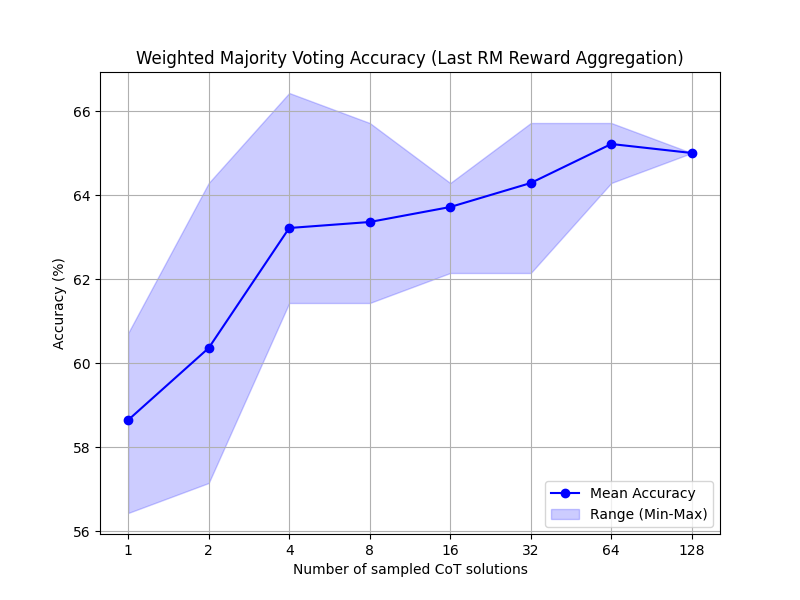 Weighted Majority Voting Accuracy (Last RM Reward Aggregation)
Accuracy (%)
66
64
62
60
58
56
Mean Accuracy
Range (Min-Max)
1 2 4 8 16 32 64 128
Number of sampled CoT solutions